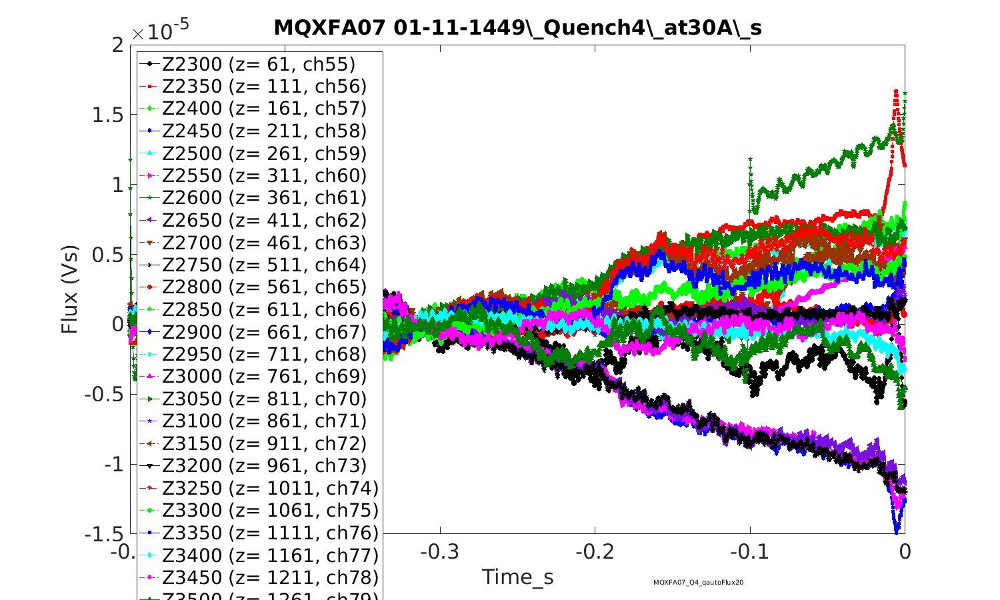 MQXFA07 01-11-1449\_Quench4\_at30A\_s
×10-5
2
1.5
1
0.5
0
-0.5
-1
-1.5
Flux (Vs)
Z2300 (z= 61, ch55)
Z2350 (z= 111, ch56)
Z2400 (z= 161, ch57)
Z2450 (z= 211, ch58)
Z2500 (z= 261, ch59)
Z2550 (z= 311, ch60)
Z2600 (z= 361, ch61)
Z2650 (z= 411, ch62)
Z2700 (z= 461, ch63)
Z2750 (z= 511, ch64)
Z2800 (z= 561, ch65)
Z2850 (z= 611, ch66)
Z2900 (z= 661, ch67)
Z2950 (z= 711, ch68)
Z3000 (z= 761, ch69)
Z3050 (z= 811, ch70)
Z3100 (z= 861, ch71)
Z3150 (z= 911, ch72)
Z3200 (z= 961, ch73)
Z3250 (z= 1011, ch74)
Z3300 (z= 1061, ch75)
Z3350 (z= 1111, ch76)
Z3400 (z= 1161, ch77)
Z3450 (z= 1211, ch78)
Z3500 (z= 1261, ch79)
-0. -0.3 -0.2 -0.1 0
Time_s
MQXFA07_Q4_qautoFlux20